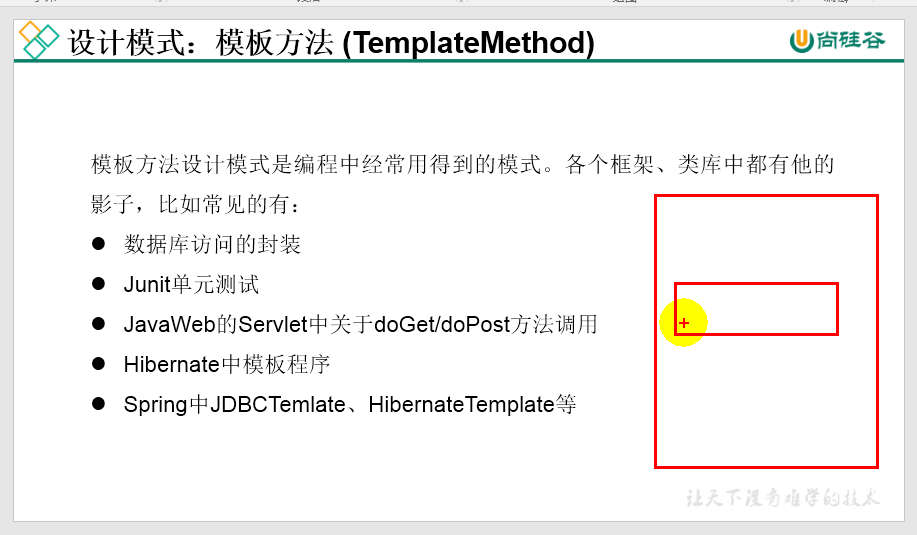 设计模式：模板方法 (TemplateMethod)
尚硅谷
模板方法设计模式是编程中经常用得到的模式。各个框架、类库中都有他的
影子，比如常见的有：
● 数据库访问的封装
● Junit单元测试
● JavaWeb的Servlet中关于doGet/doPost方法调用
● Hibernate中模板程序
● Spring中JDBCTemlate、HibernateTemplate等
让天下没有难学的技术